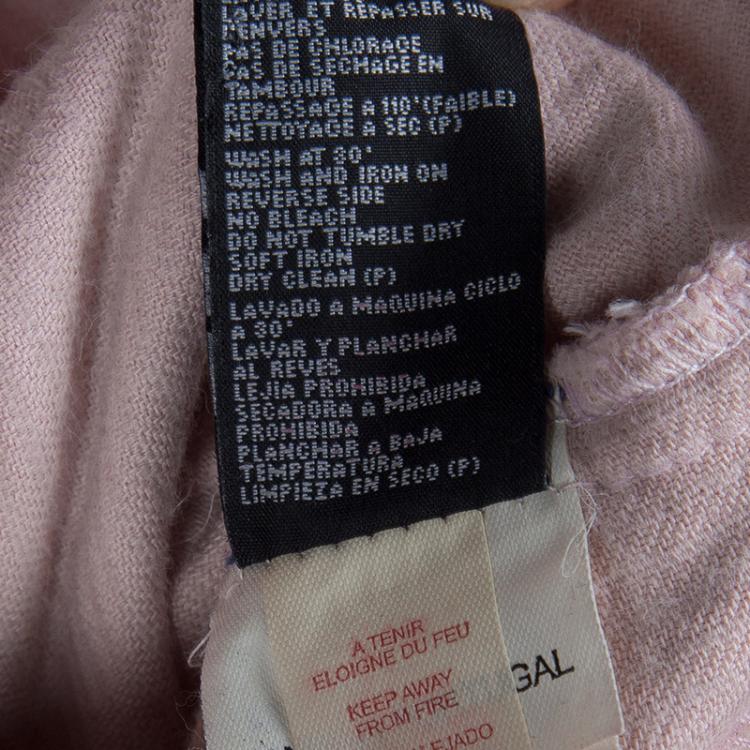 LAVER ET REPASSER SUR
L'ENVERS
PAS DE CHLORAGE
PAS DE SECHAGE EN
TAMBOUR
REPASSAGE A 110°(FAIBLE)
NETTOYAGE A SEC (P)
WASH AT 30°
WASH AND IRON ON
REVERSE SIDE
NO BLEACH
DO NOT TUMBLE DRY
SOFT IRON
DRY CLEAN (P)
LAVADO A MAQUINA CICLO
A 30°
LAVAR Y PLANCHAR
AL REVES
LEJIA PROHIBIDA
SECADORA A MAQUINA
PROHIBIDA
PLANCHAR A BAJA
TEMPERATURA
LIMPIEZA EN SECO (P)
A TENIR
ELOIGNE DU FEU
KEEP AWAY
FROM FIRE
GAL
LEJADO